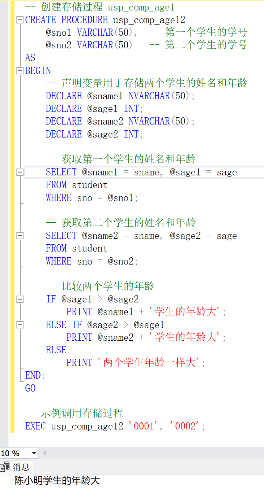 -- 创建存储过程 usp_comp_age1
CREATE PROCEDURE usp_comp_age12
@sno1 VARCHAR(50), -- 第一个学生的学号
@sno2 VARCHAR(50) -- 第二个学生的学号
AS
BEGIN
-- 声明变量用于存储两个学生的姓名和年龄
DECLARE @sname1 NVARCHAR(50);
DECLARE @sage1 INT;
DECLARE @sname2 NVARCHAR(50);
DECLARE @sage2 INT;
获取第一个学生的姓名和年龄
SELECT @sname1 = sname, @sage1 = sage
FROM student
WHERE sno = @sno1;
-- 获取第二个学生的姓名和年龄
SELECT @sname2 = sname, @sage2 = sage
FROM student
WHERE sno = @sno2;
比较两个学生的年龄
IF @sage1 > @sage2
PRINT @sname1 + '学生的年龄大';
ELSE IF @sage2 > @sage1
PRINT @sname2 + '学生的年龄大';
ELSE
PRINT '两个学生年龄一样大';
END;
GO
示例调用存储过程
EXEC usp_comp_age12 '0001', '0002';
10 %
消息
陈小明学生的年龄大